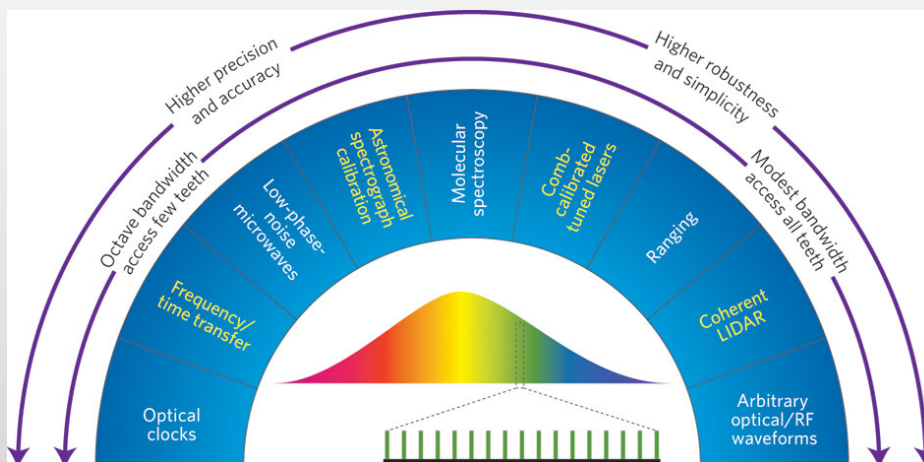 Higher precision
and accuracy
Higher robustness
and simplicity
Octave bandwidth
access few teeth
Modest bandwidth
access all teeth
Optical
clocks
Frequency/
time transfer
Low-phase-
noise
microwaves
Astronomical
spectrograph
calibration
Molecular
spectroscopy
Comb-
calibrated
tuned lasers
Ranging
Coherent
LIDAR
Arbitrary
optical/RF
waveforms